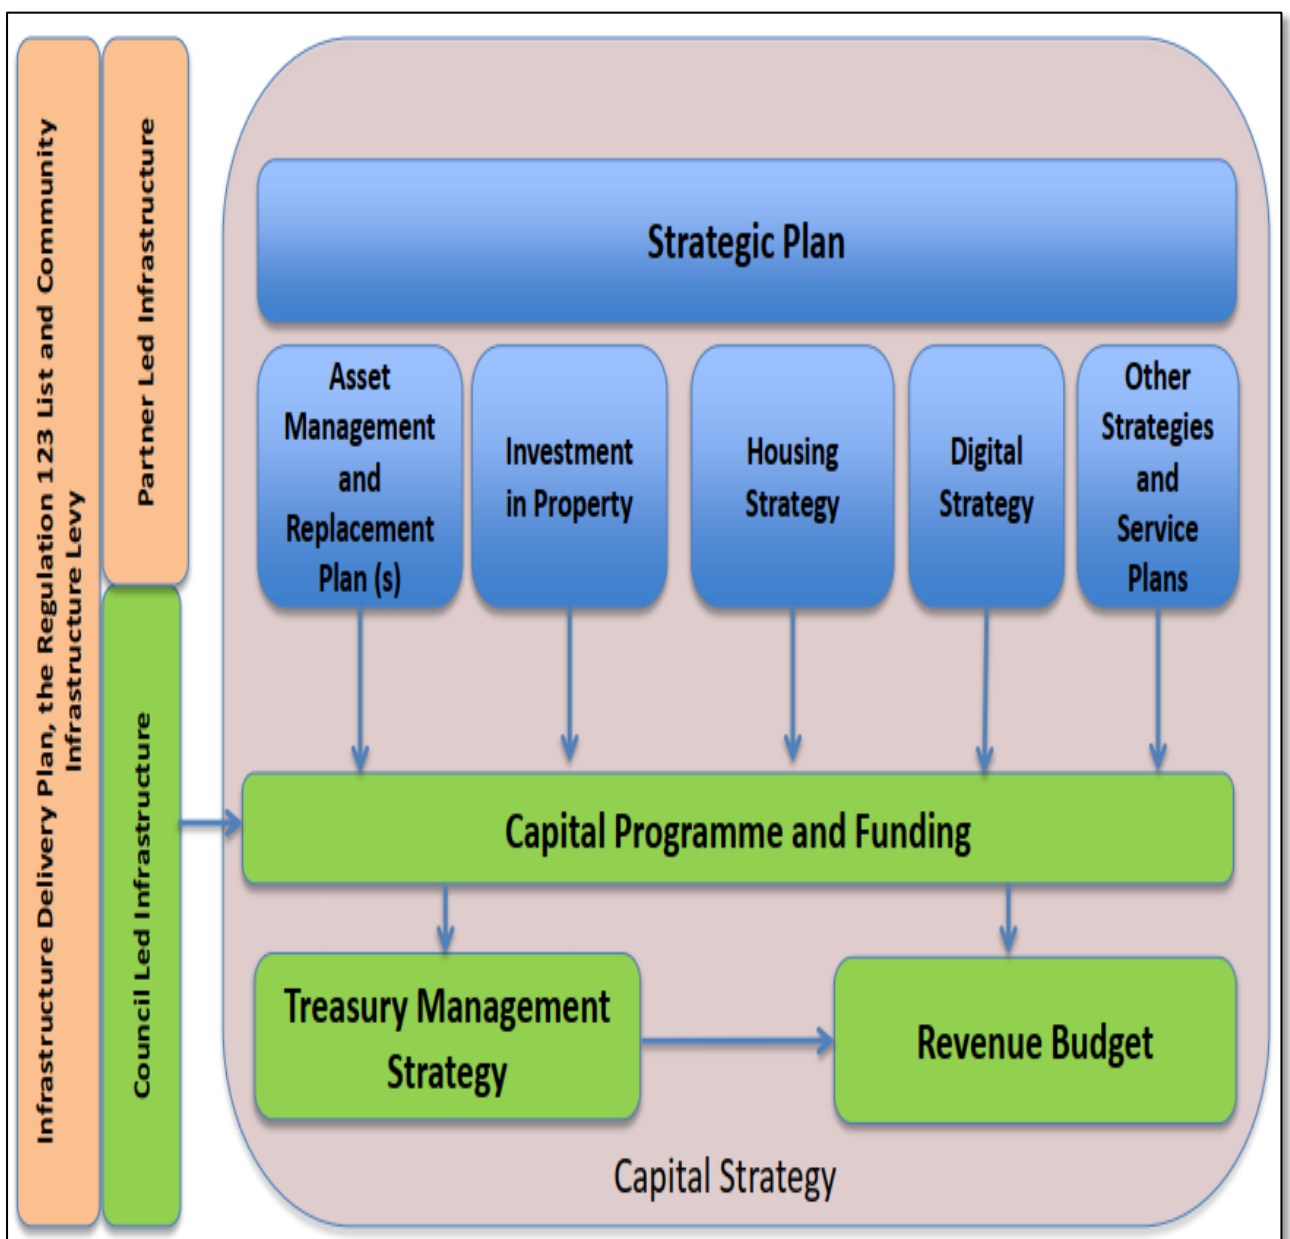 Infrastructure Delivery Plan, the Regulation 123 List and Community
Infrastructure Levy
Partner Led Infrastructure
Council Led Infrastructure
Strategic Plan
Asset
Management
and
Replacement
Plan (s)
Investment
in Property
Housing
Strategy
Digital
Strategy
Other
Strategies
and
Service
Plans
Capital Programme and Funding
Treasury Management
Strategy
Revenue Budget
Capital Strategy